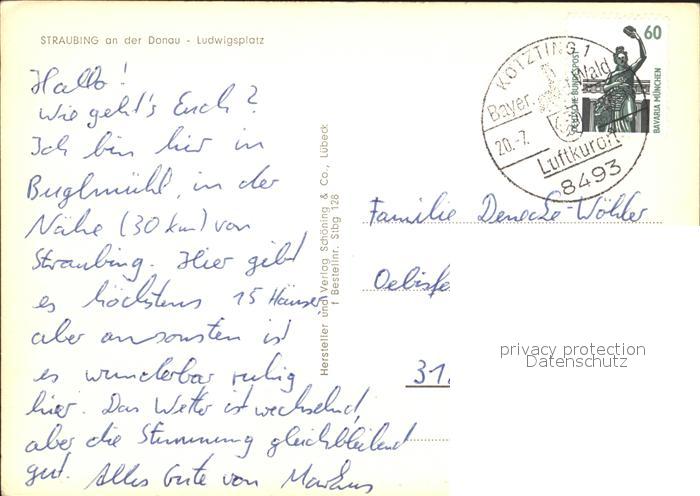 STRAUBING an der Donau - Ludwigsplatz
Hallo!
Wie geht's Euch?
Ich bin hier in
Buglmühl, in der
Nähe (30 km) von
Straubing. Hier gibt
es höchstens 15 Häuser,
aber ansonsten ist
es wunderbar ruhig
hier. Das Wetter ist wechselnd,
aber die Stimmung gleichbleibend
gut. Alles Gute von Markus
Hersteller und Verlag Schöning & Co., Lübeck
Bestellnr. Stbg 128
KÖTZTING 1
Bayer. Wald
20.-7.
Luftkurort
8493
60
DEUTSCHE BUNDESPOST
BAVARIA MÜNCHEN
Familie Denecke-Wöhler
Oebisfe
31.
privacy protection
Datenschutz